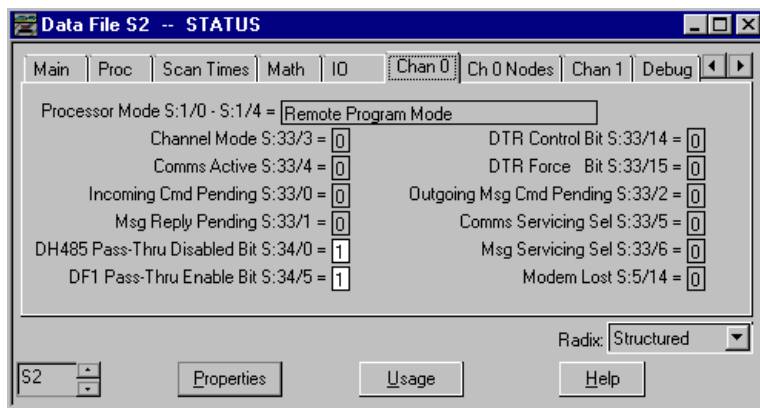 Data File S2 -- STATUS
Main Proc Scan Times Math IO Chan 0 Ch 0 Nodes Chan 1 Debug
Processor Mode S:1/0 - S:1/4 = Remote Program Mode
Channel Mode S:33/3 = 0 DTR Control Bit S:33/14 = 0
Comms Active S:33/4 = 0 DTR Force Bit S:33/15 = 0
Incoming Cmd Pending S:33/0 = 0 Outgoing Msg Cmd Pending S:33/2 = 0
Msg Reply Pending S:33/1 = 0 Comms Servicing Sel S:33/5 = 0
DH485 Pass-Thru Disabled Bit S:34/0 = 1 Msg Servicing Sel S:33/6 = 0
DF1 Pass-Thru Enable Bit S:34/5 = 1 Modem Lost S:5/14 = 0
Radix: Structured
S2 Properties Usage Help